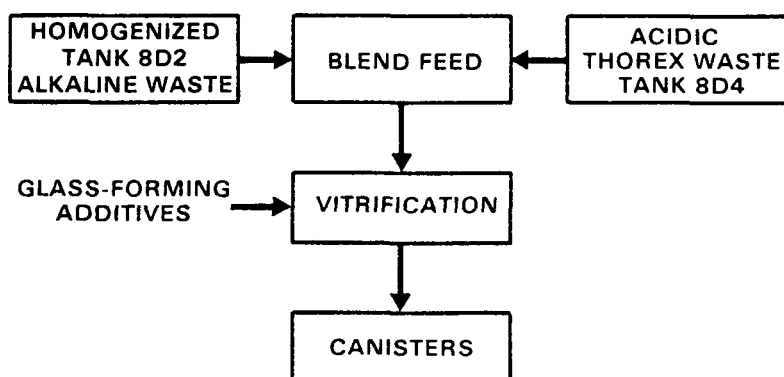 HOMOGENIZED
TANK 8D2
ALKALINE WASTE
BLEND FEED
ACIDIC
THOREX WASTE
TANK 8D4
GLASS-FORMING
ADDITIVES
VITRIFICATION
CANISTERS